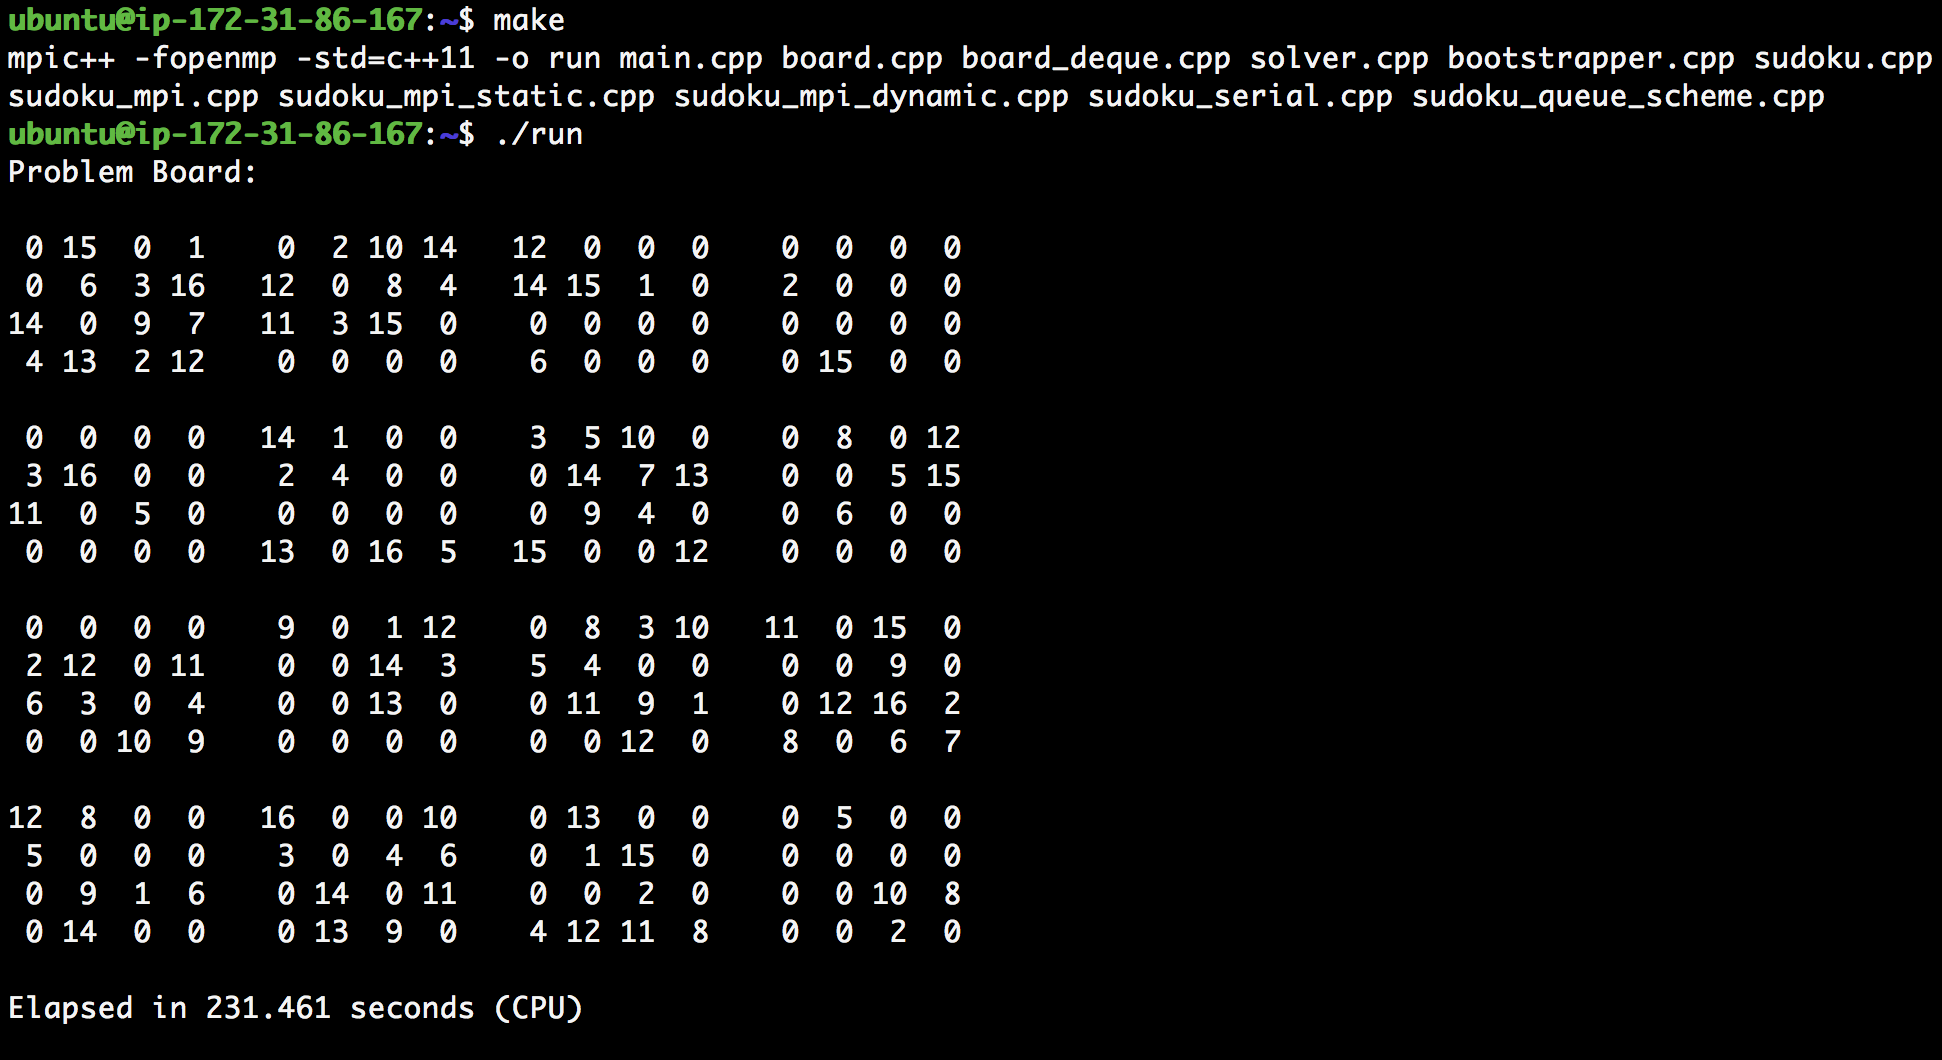 ubuntu@ip-172-31-86-167:~$ make
mpic++ -fopenmp -std=c++11 -o run main.cpp board.cpp board_deque.cpp solver.cpp bootstrapper.cpp sudoku.cpp
sudoku_mpi.cpp sudoku_mpi_static.cpp sudoku_mpi_dynamic.cpp sudoku_serial.cpp sudoku_queue_scheme.cpp
ubuntu@ip-172-31-86-167:~$ ./run
Problem Board:
 0 15  0  1    0  2 10 14   12  0  0  0    0  0  0  0
 0  6  3 16   12  0  8  4   14 15  1  0    2  0  0  0
14  0  9  7   11  3 15  0    0  0  0  0    0  0  0  0
 4 13  2 12    0  0  0  0    6  0  0  0    0 15  0  0
 0  0  0  0   14  1  0  0    3  5 10  0    0  8  0 12
 3 16  0  0    2  4  0  0    0 14  7 13    0  0  5 15
11  0  5  0    0  0  0  0    0  9  4  0    0  6  0  0
 0  0  0  0   13  0 16  5   15  0  0 12    0  0  0  0
 0  0  0  0    9  0  1 12    0  8  3 10   11  0 15  0
 2 12  0 11    0  0 14  3    5  4  0  0    0  0  9  0
 6  3  0  4    0  0 13  0    0 11  9  1    0 12 16  2
 0  0 10  9    0  0  0  0    0  0 12  0    8  0  6  7
12  8  0  0   16  0  0 10    0 13  0  0    0  5  0  0
 5  0  0  0    3  0  4  6    0  1 15  0    0  0  0  0
 0  9  1  6    0 14  0 11    0  0  2  0    0  0 10  8
 0 14  0  0    0 13  9  0    4 12 11  8    0  0  2  0
Elapsed in 231.461 seconds (CPU)